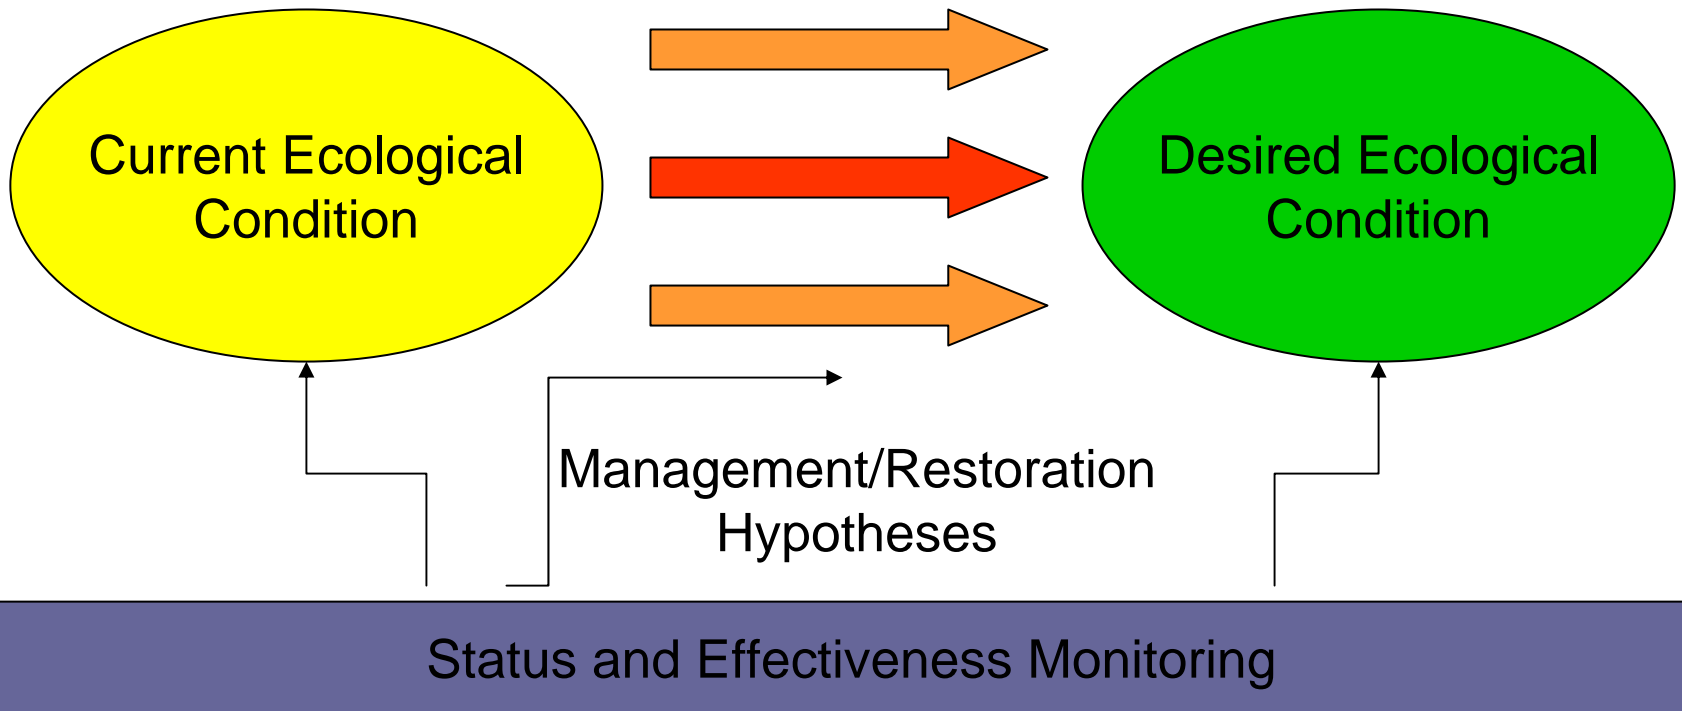 Current Ecological
Condition
Desired Ecological
Condition
Management/Restoration
Hypotheses
Status and Effectiveness Monitoring